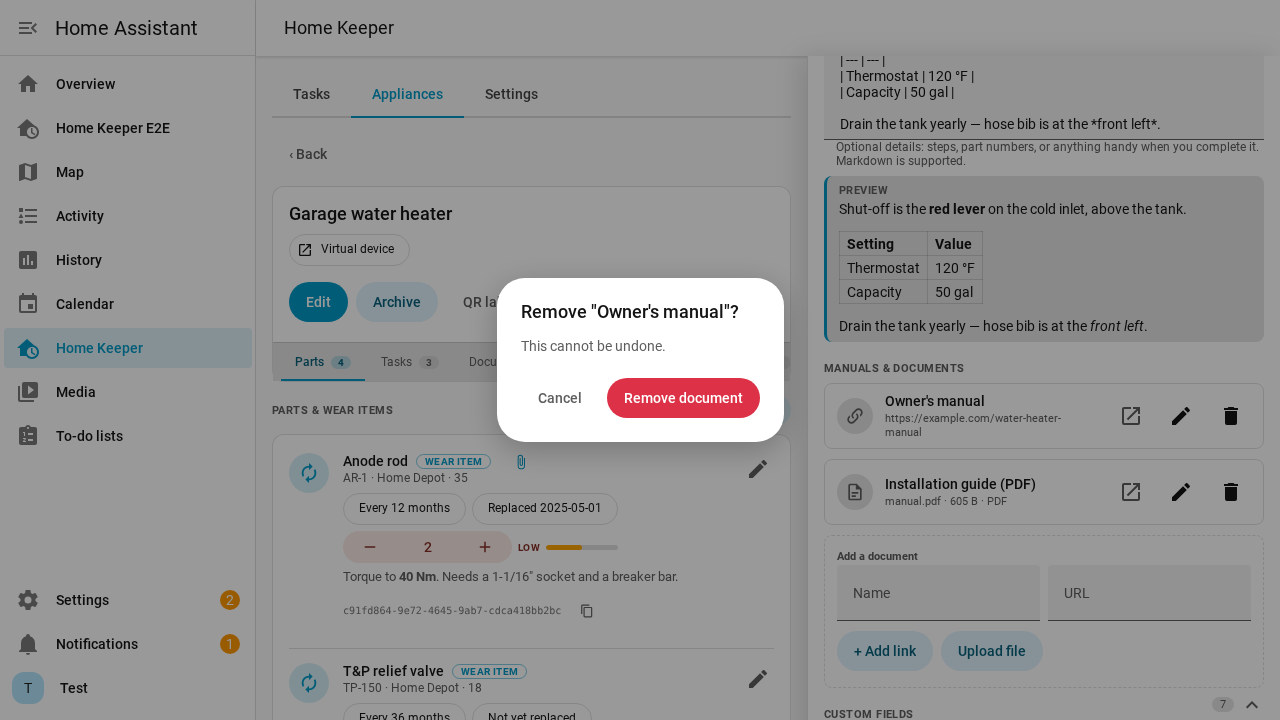 Home Assistant
Overview
Home Keeper E2E
Map
Activity
History
Calendar
Home Keeper
Media
To-do lists
Settings
2
Notifications
1
T
Test
Home Keeper
Tasks
Appliances
Settings
‹ Back
Garage water heater
Virtual device
Edit
Archive
QR la
Parts 4
Tasks 3
Docu
PARTS & WEAR ITEMS
Anode rod WEAR ITEM
AR-1 · Home Depot · 35
Every 12 months
Replaced 2025-05-01
− 2 + LOW
Torque to 40 Nm. Needs a 1-1/16" socket and a breaker bar.
c91fd864-9e72-4645-9ab7-cdca418bb2bc
T&P relief valve WEAR ITEM
TP-150 · Home Depot · 18
Every 36 months
Not yet replaced
Remove "Owner's manual"?
This cannot be undone.
Cancel
Remove document
| --- | --- |
| Thermostat | 120 °F |
| Capacity | 50 gal |
Drain the tank yearly — hose bib is at the *front left*.
Optional details: steps, part numbers, or anything handy when you complete it.
Markdown is supported.
PREVIEW
Shut-off is the red lever on the cold inlet, above the tank.
Setting Value
Thermostat 120 °F
Capacity 50 gal
Drain the tank yearly — hose bib is at the front left.
MANUALS & DOCUMENTS
Owner's manual
https://example.com/water-heater-
manual
Installation guide (PDF)
manual.pdf · 605 B · PDF
Add a document
Name
URL
+ Add link
Upload file
CUSTOM FIELDS
7